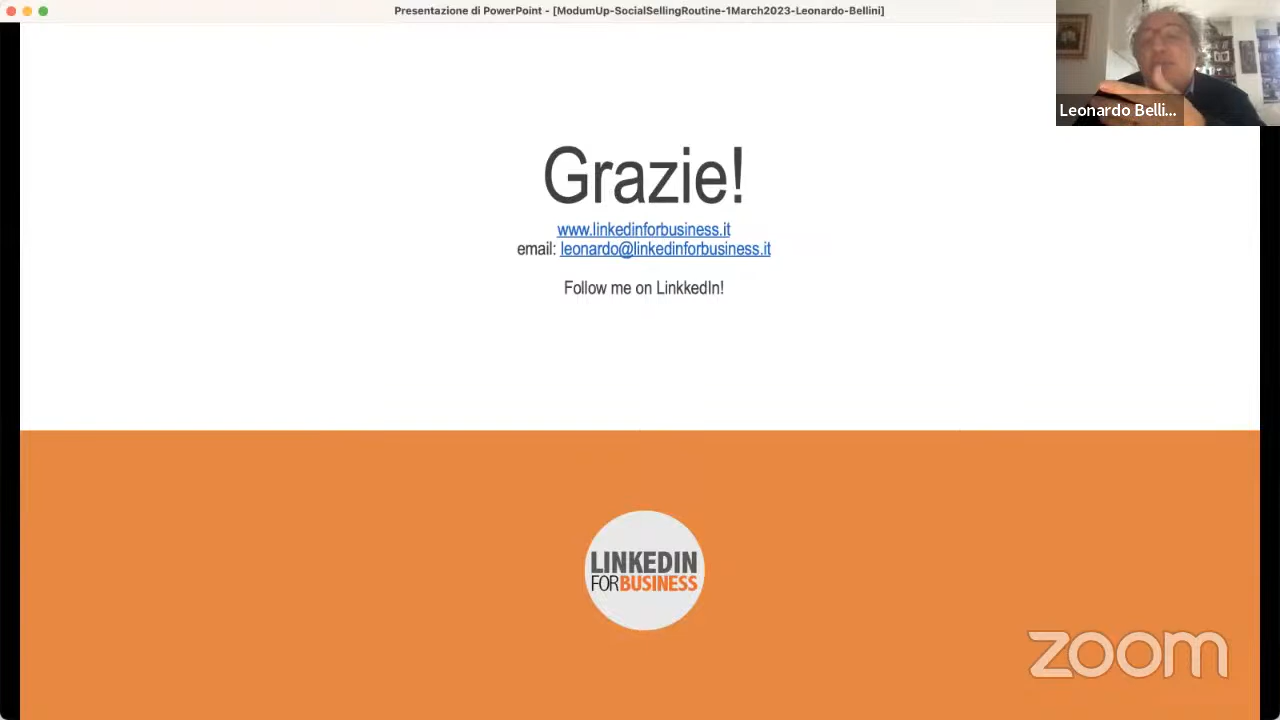 Presentazione di PowerPoint - [ModumUp-SocialSellingRoutine-1March2023-Leonardo-Bellini]
Leonardo Belli...
Grazie!
www.linkedinforbusiness.it
email: leonardo@linkedinforbusiness.it
Follow me on LinkkedIn!
LINKEDIN
FORBUSINESS
zoom